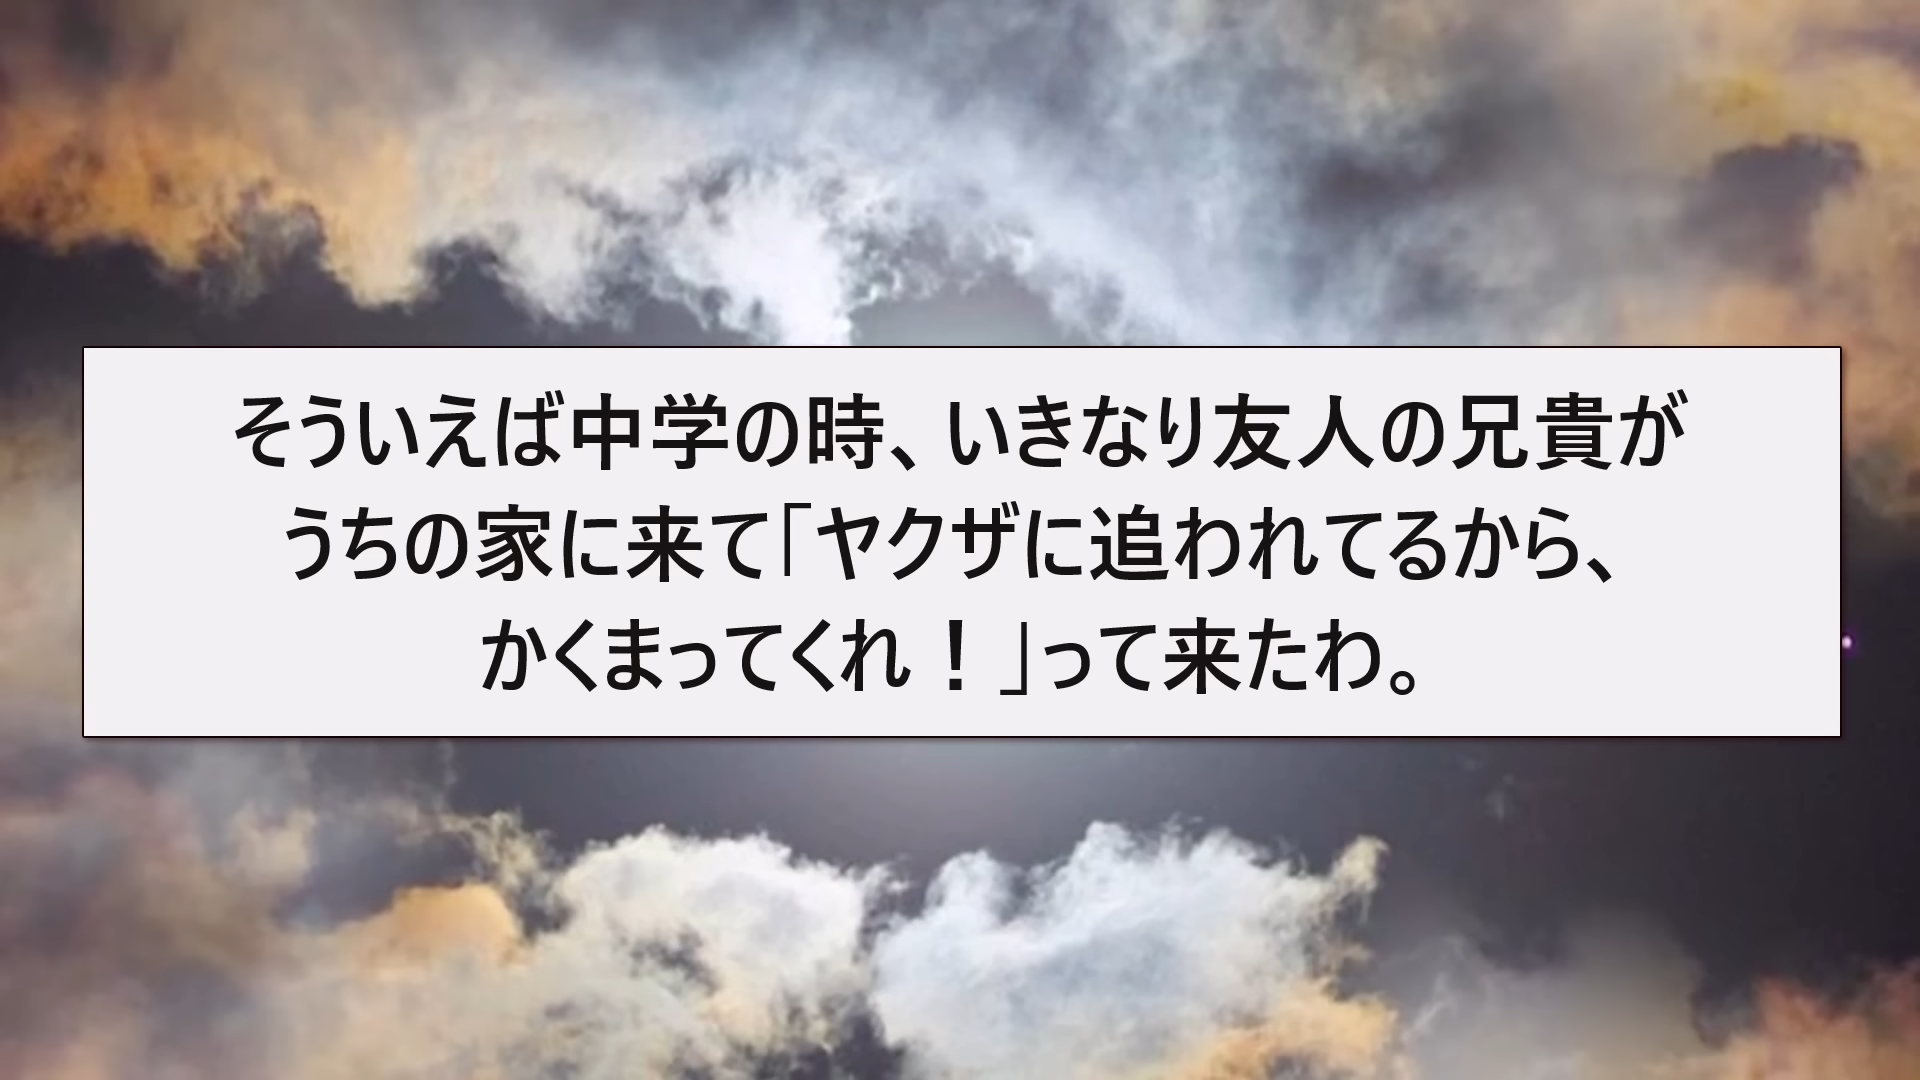 そういえば中学の時、いきなり友人の兄貴が
うちの家に来て「ヤクザに追われてるから、
かくまってくれ！」って来たわ。